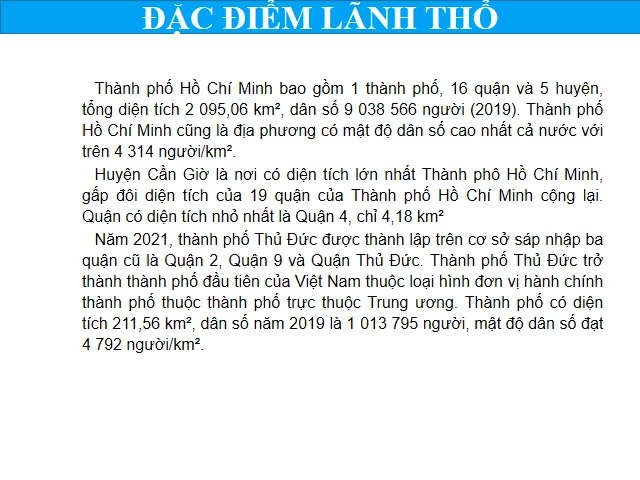 ĐẶC ĐIỂM LÃNH THỔ
Thành phố Hồ Chí Minh bao gồm 1 thành phố, 16 quận và 5 huyện,
tổng diện tích 2 095,06 km², dân số 9 038 566 người (2019). Thành phố
Hồ Chí Minh cũng là địa phương có mật độ dân số cao nhất cả nước với
trên 4 314 người/km².
Huyện Cần Giờ là nơi có diện tích lớn nhất Thành phô Hồ Chí Minh,
gấp đôi diện tích của 19 quận của Thành phố Hồ Chí Minh cộng lại.
Quận có diện tích nhỏ nhất là Quận 4, chỉ 4,18 km²
Năm 2021, thành phố Thủ Đức được thành lập trên cơ sở sáp nhập ba
quận cũ là Quận 2, Quận 9 và Quận Thủ Đức. Thành phố Thủ Đức trở
thành thành phố đầu tiên của Việt Nam thuộc loại hình đơn vị hành chính
thành phố thuộc thành phố trực thuộc Trung ương. Thành phố có diện
tích 211,56 km², dân số năm 2019 là 1 013 795 người, mật độ dân số đạt
4 792 người/km².